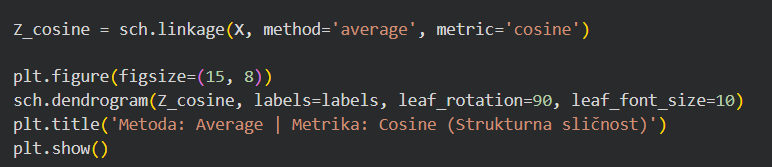 Z_cosine = sch.linkage(X, method='average', metric='cosine')
plt.figure(figsize=(15, 8))
sch.dendrogram(Z_cosine, labels=labels, leaf_rotation=90, leaf_font_size=10)
plt.title('Metoda: Average | Metrika: Cosine (Strukturna sličnost)')
plt.show()